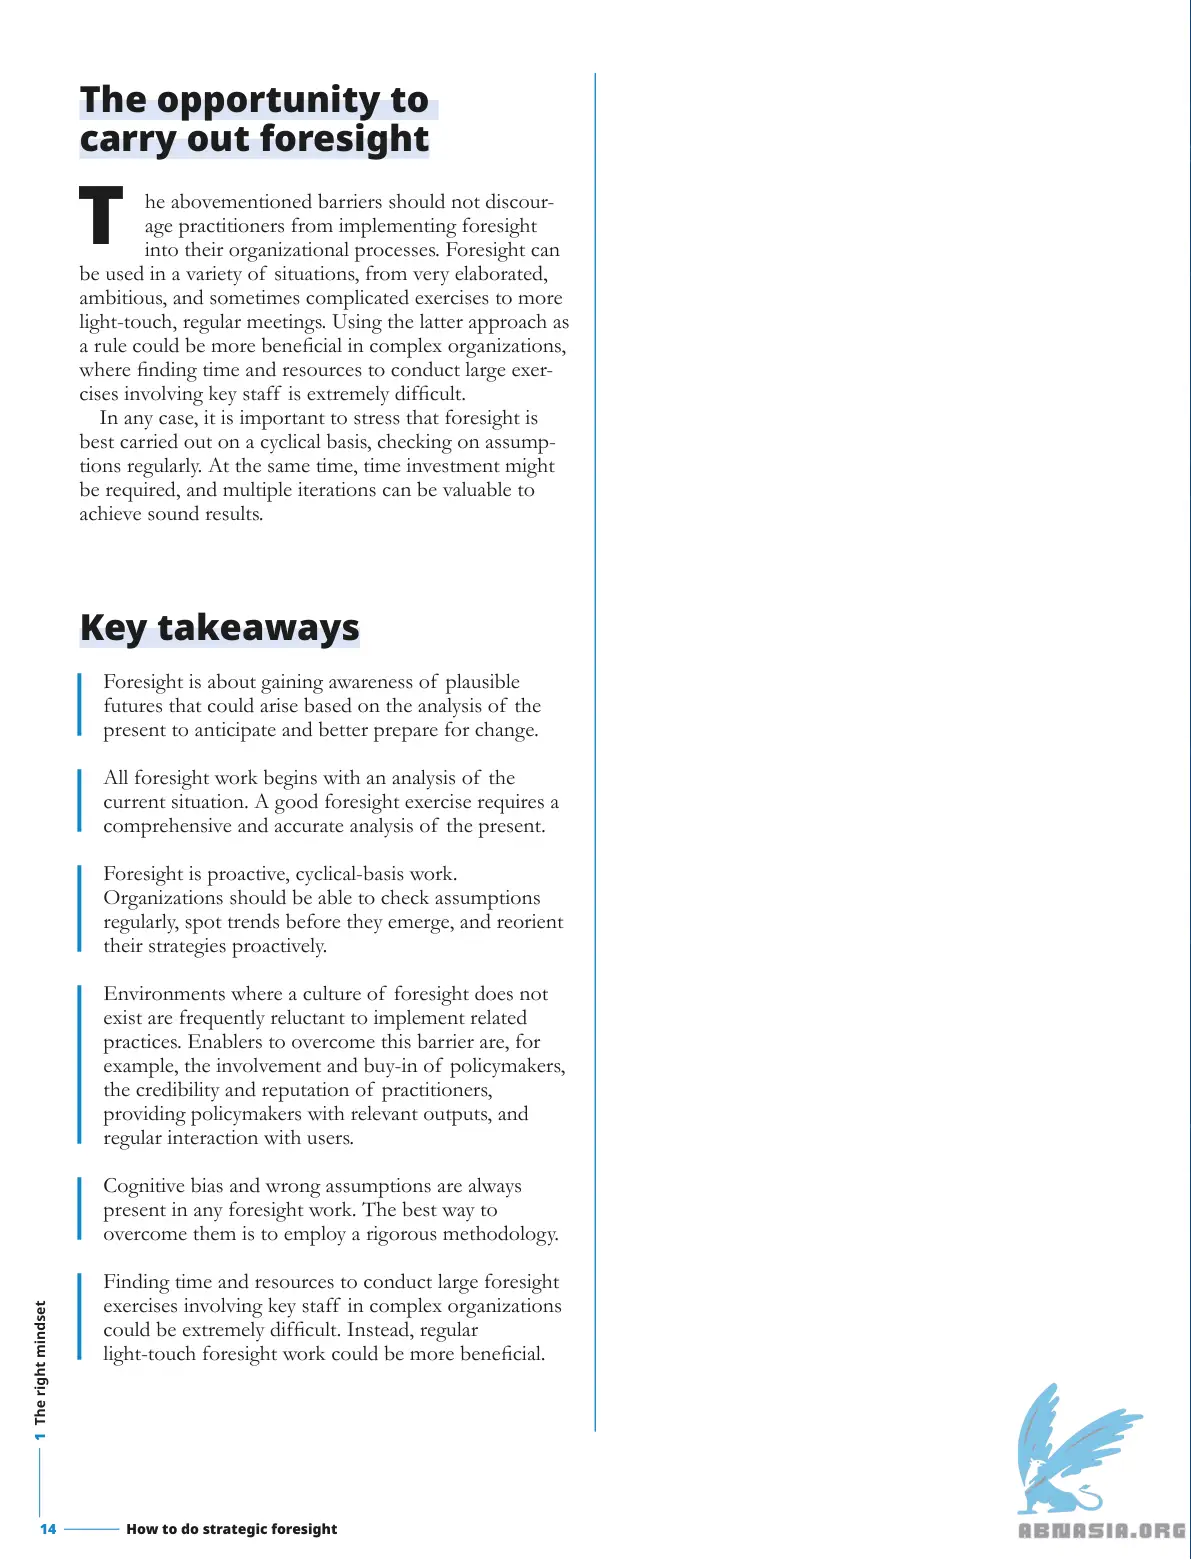 The opportunity to
carry out foresight
The abovementioned barriers should not discour-
age practitioners from implementing foresight
into their organizational processes. Foresight can
be used in a variety of situations, from very elaborated,
ambitious, and sometimes complicated exercises to more
light-touch, regular meetings. Using the latter approach as
a rule could be more beneficial in complex organizations,
where finding time and resources to conduct large exer-
cises involving key staff is extremely difficult.
In any case, it is important to stress that foresight is
best carried out on a cyclical basis, checking on assump-
tions regularly. At the same time, time investment might
be required, and multiple iterations can be valuable to
achieve sound results.
Key takeaways
Foresight is about gaining awareness of plausible
futures that could arise based on the analysis of the
present to anticipate and better prepare for change.
All foresight work begins with an analysis of the
current situation. A good foresight exercise requires a
comprehensive and accurate analysis of the present.
Foresight is proactive, cyclical-basis work.
Organizations should be able to check assumptions
regularly, spot trends before they emerge, and reorient
their strategies proactively.
Environments where a culture of foresight does not
exist are frequently reluctant to implement related
practices. Enablers to overcome this barrier are, for
example, the involvement and buy-in of policymakers,
the credibility and reputation of practitioners,
providing policymakers with relevant outputs, and
regular interaction with users.
Cognitive bias and wrong assumptions are always
present in any foresight work. The best way to
overcome them is to employ a rigorous methodology.
Finding time and resources to conduct large foresight
exercises involving key staff in complex organizations
could be extremely difficult. Instead, regular
light-touch foresight work could be more beneficial.
1 The right mindset
14 How to do strategic foresight
ABNASIA.ORG